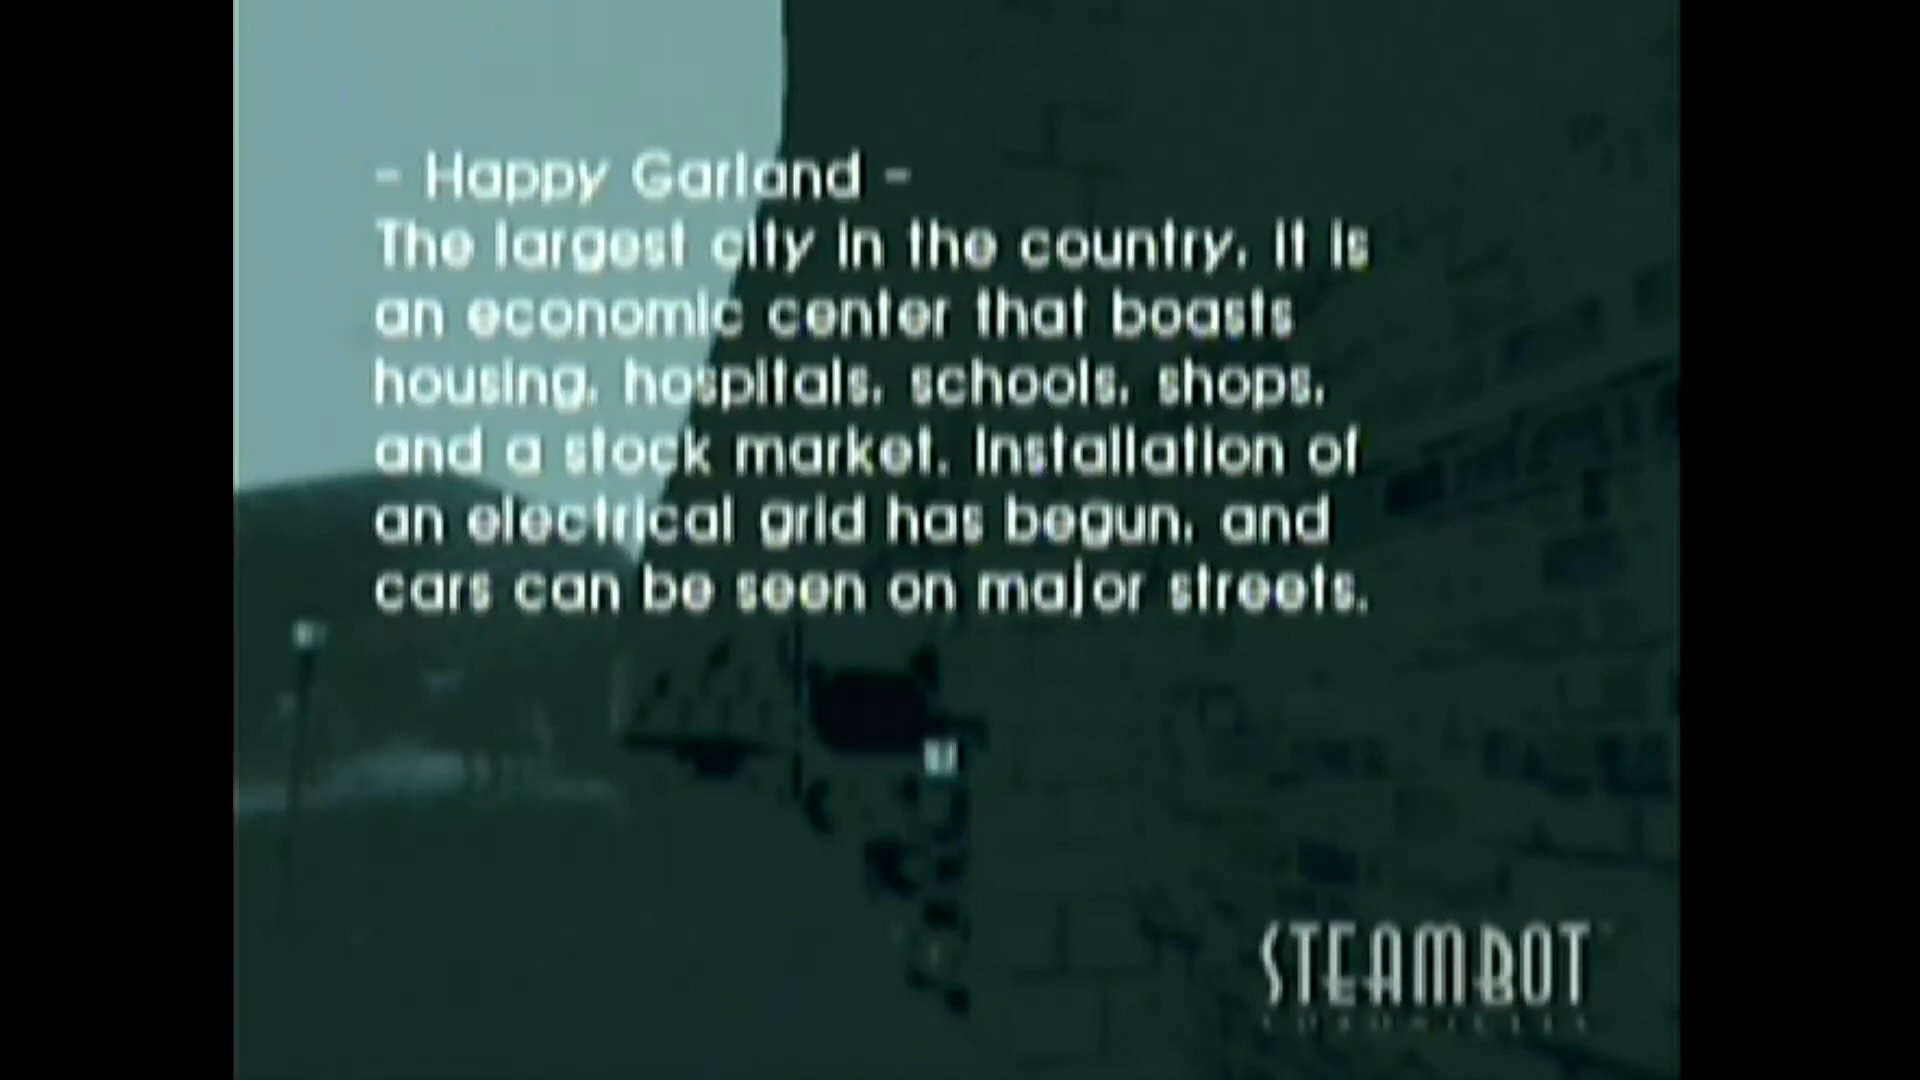 - Happy Garland -
The largest city in the country, it is
an economic center that boasts
housing, hospitals, schools, shops,
and a stock market. Installation of
an electrical grid has begun, and
cars can be seen on major streets.
STEAMBOT
CHRONICLES